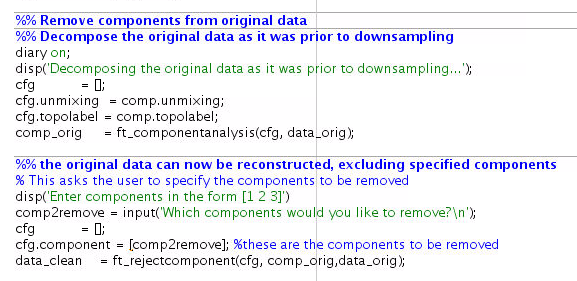 %% Remove components from original data
%% Decompose the original data as it was prior to downsampling
diary on;
disp('Decomposing the original data as it was prior to downsampling...');
cfg = [];
cfg.unmixing = comp.unmixing;
cfg.topolabel = comp.topolabel;
comp_orig = ft_componentanalysis(cfg, data_orig);
%% the original data can now be reconstructed, excluding specified components
% This asks the user to specify the components to be removed
disp('Enter components in the form [1 2 3]')
comp2remove = input('Which components would you like to remove?\n');
cfg = [];
cfg.component = [comp2remove]; %these are the components to be removed
data_clean = ft_rejectcomponent(cfg, comp_orig,data_orig);